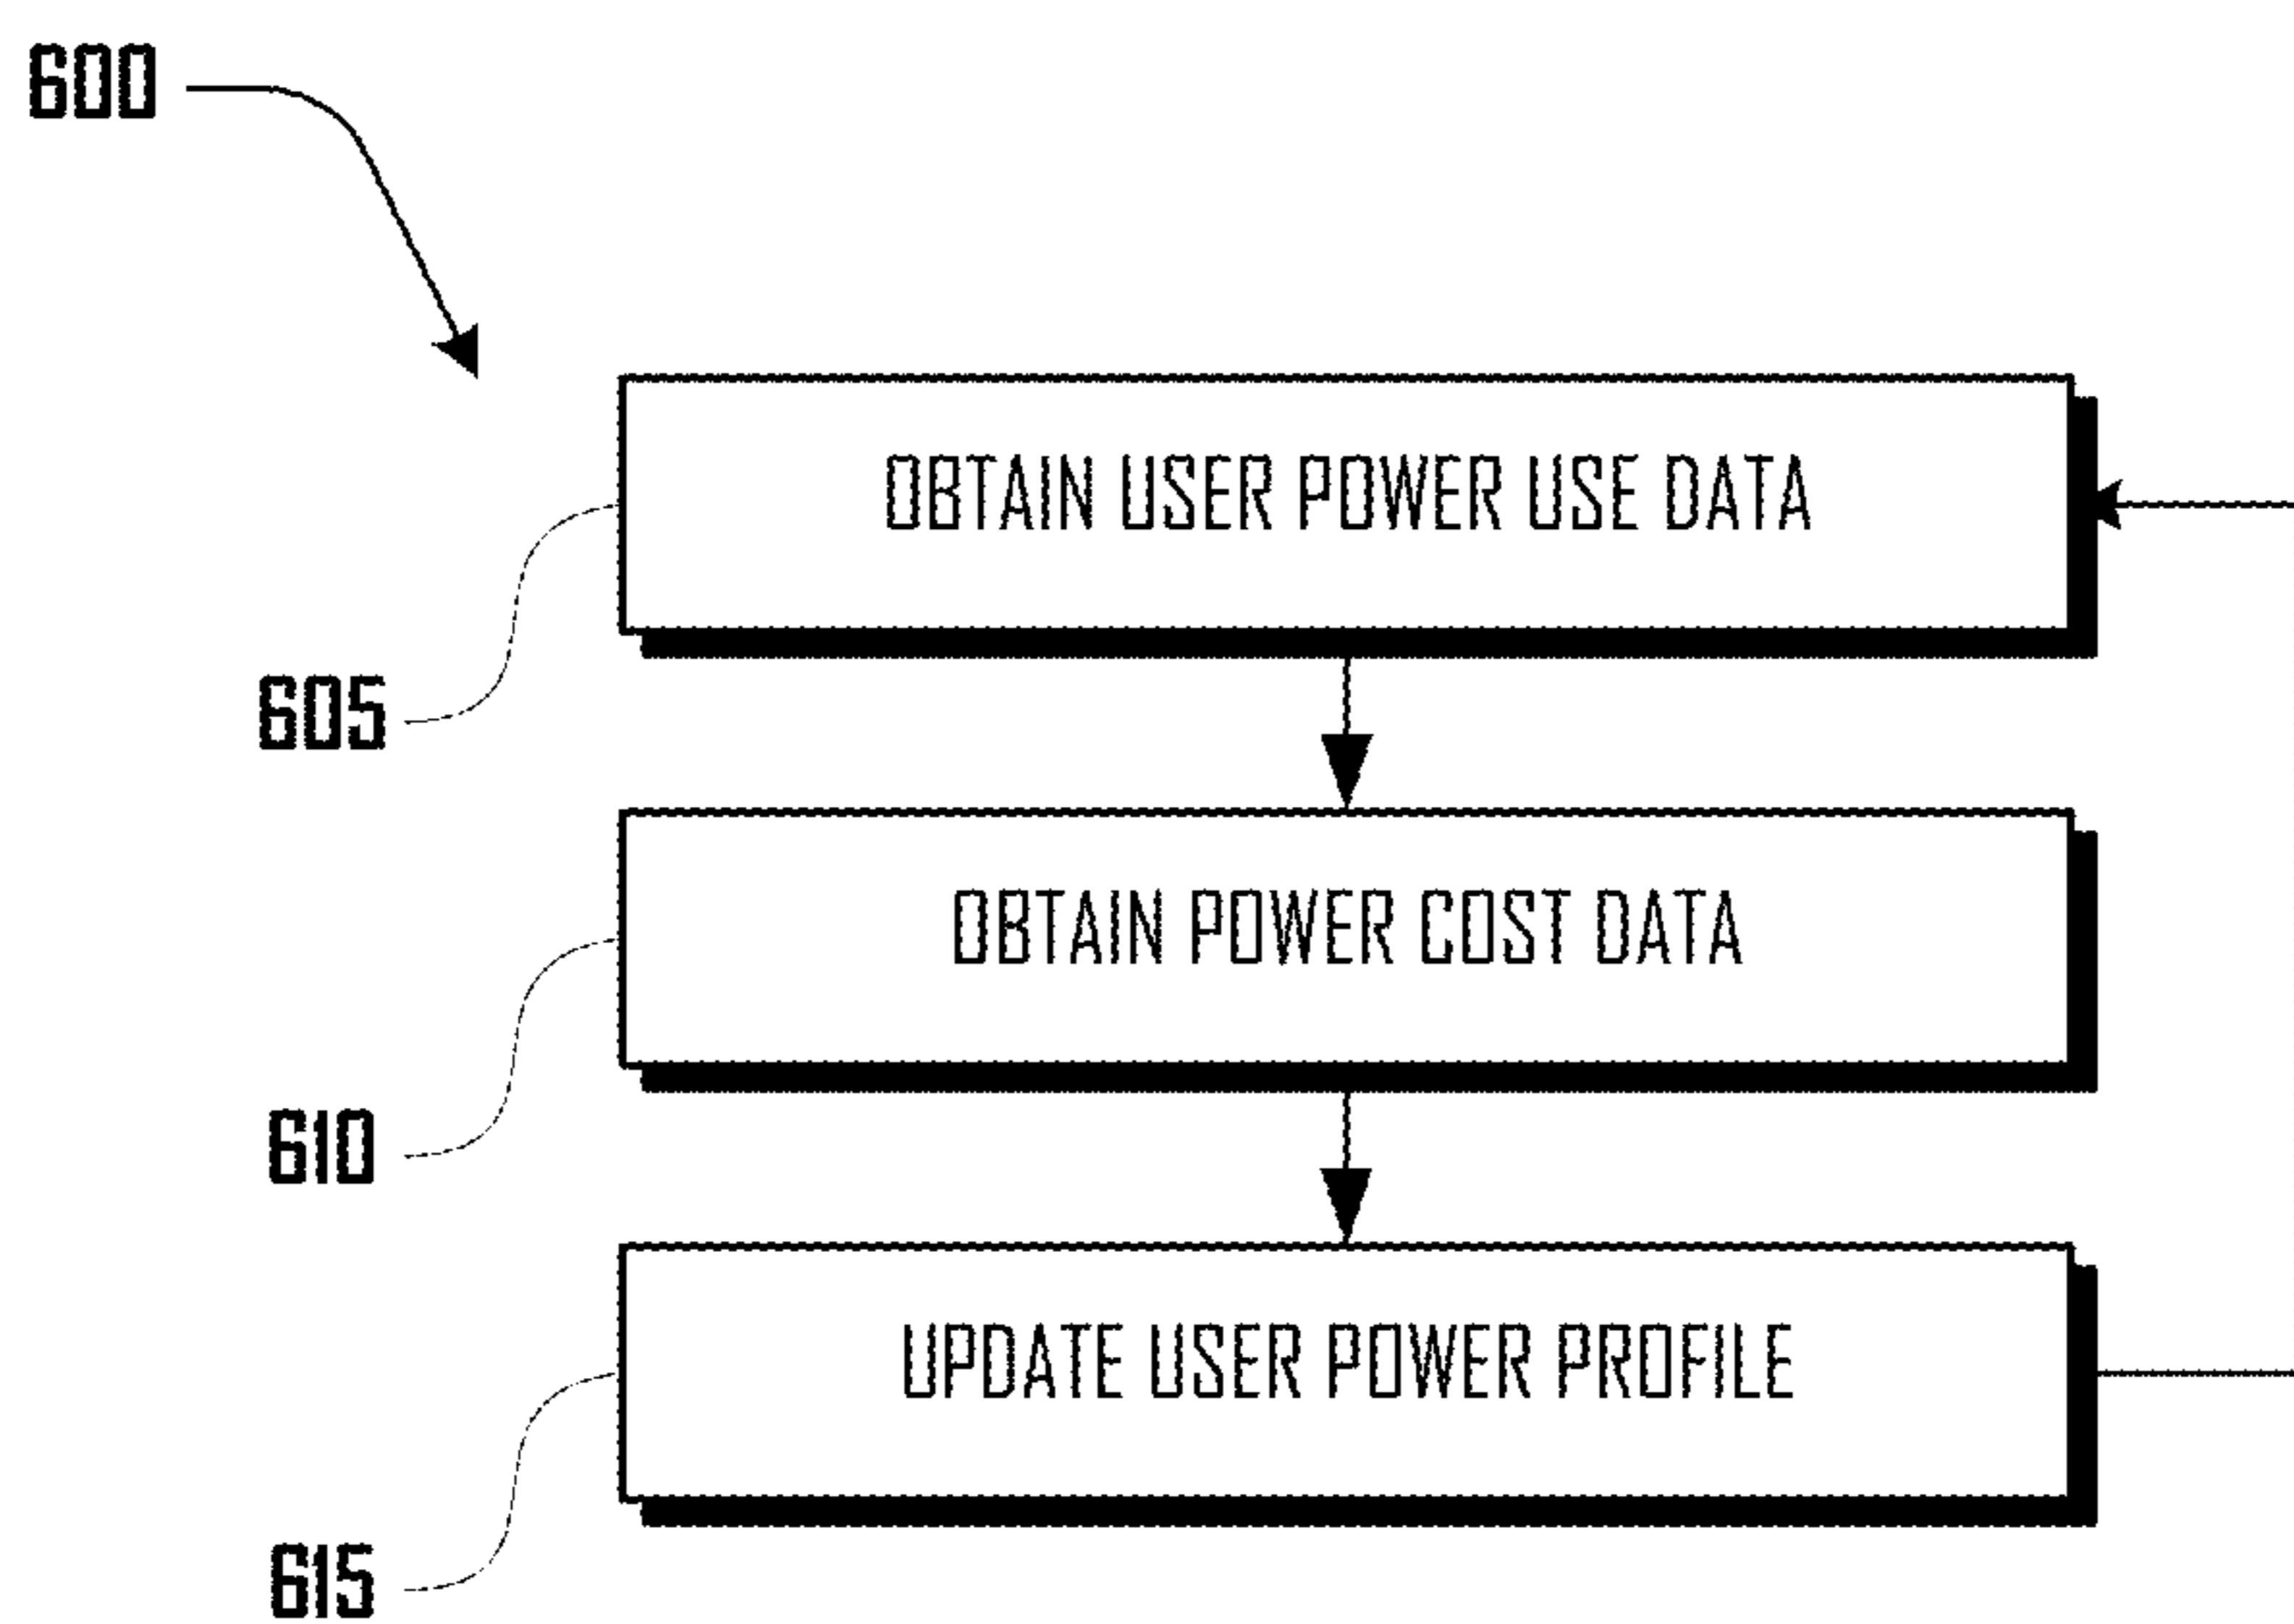 600
OBTAIN USER POWER USE DATA
605
OBTAIN POWER COST DATA
610
UPDATE USER POWER PROFILE
615